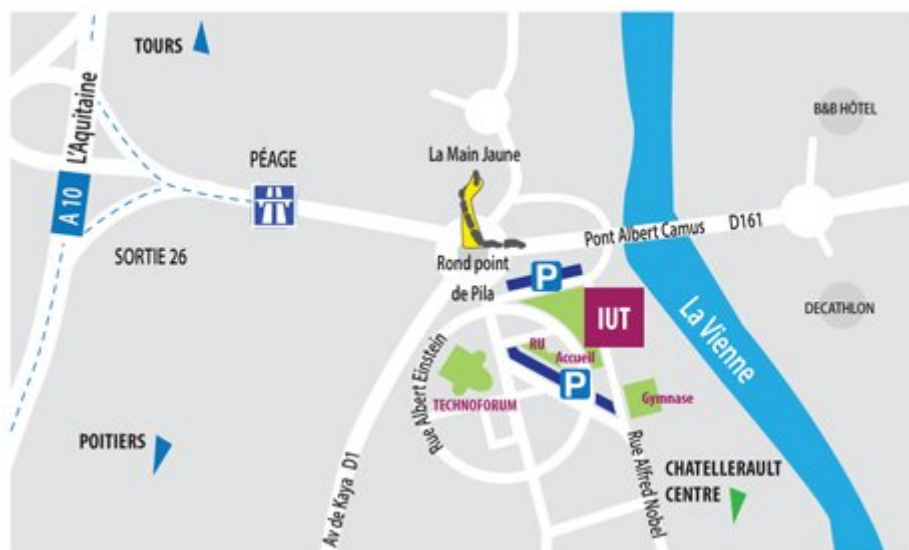 TOURS
L'Aquitaine
A 10
PÉAGE
SORTIE 26
La Main Jaune
B&B HÔTEL
Pont Albert Camus D161
Rond point
de Pila
P
IUT
DECATHLON
La Vienne
RU
Accueil
P
Rue Albert Einstein
TECHNOFORUM
Gymnase
POITIERS
Av de Kaya D1
Rue Alfred Nobel
CHATELLERAULT
CENTRE